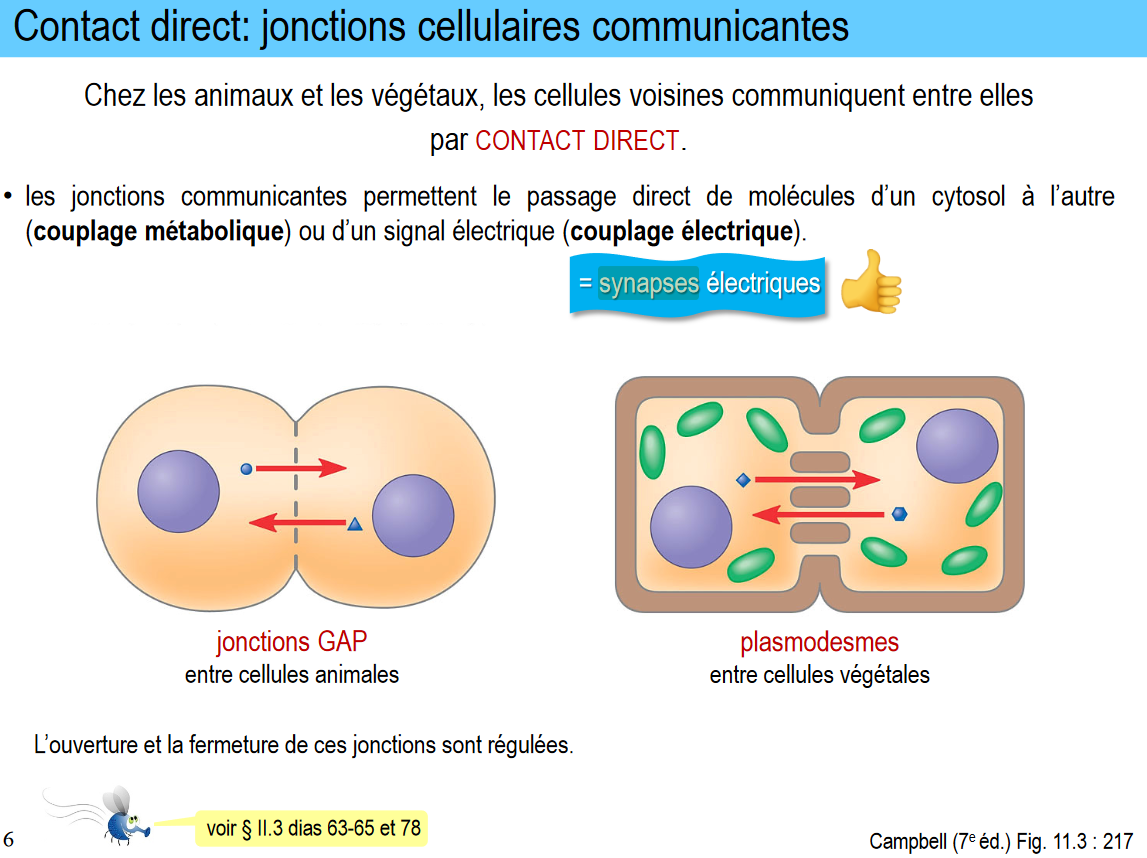 Contact direct: jonctions cellulaires communicantes
Chez les animaux et les végétaux, les cellules voisines communiquent entre elles
par CONTACT DIRECT.
• les jonctions communicantes permettent le passage direct de molécules d’un cytosol à l’autre
(couplage métabolique) ou d’un signal électrique (couplage électrique).
= synapses électriques
jonctions GAP
entre cellules animales
plasmodesmes
entre cellules végétales
L’ouverture et la fermeture de ces jonctions sont régulées.
voir § II.3 dias 63-65 et 78
6
Campbell (7e éd.) Fig. 11.3 : 217